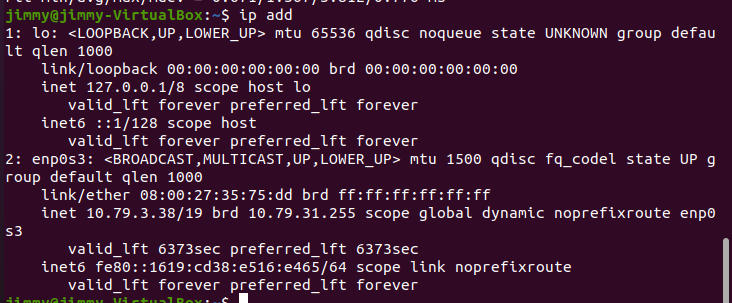 jimmy@jimmy-VirtualBox:~$ ip add
1: lo: <LOOPBACK,UP,LOWER_UP> mtu 65536 qdisc noqueue state UNKNOWN group defau
lt qlen 1000
    link/loopback 00:00:00:00:00:00 brd 00:00:00:00:00:00
    inet 127.0.0.1/8 scope host lo
       valid_lft forever preferred_lft forever
    inet6 ::1/128 scope host
       valid_lft forever preferred_lft forever
2: enp0s3: <BROADCAST,MULTICAST,UP,LOWER_UP> mtu 1500 qdisc fq_codel state UP g
roup default qlen 1000
    link/ether 08:00:27:35:75:dd brd ff:ff:ff:ff:ff:ff
    inet 10.79.3.38/19 brd 10.79.31.255 scope global dynamic noprefixroute enp0
s3
       valid_lft 6373sec preferred_lft 6373sec
    inet6 fe80::1619:cd38:e516:e465/64 scope link noprefixroute
       valid_lft forever preferred_lft forever
jimmy@jimmy-VirtualBox:~$